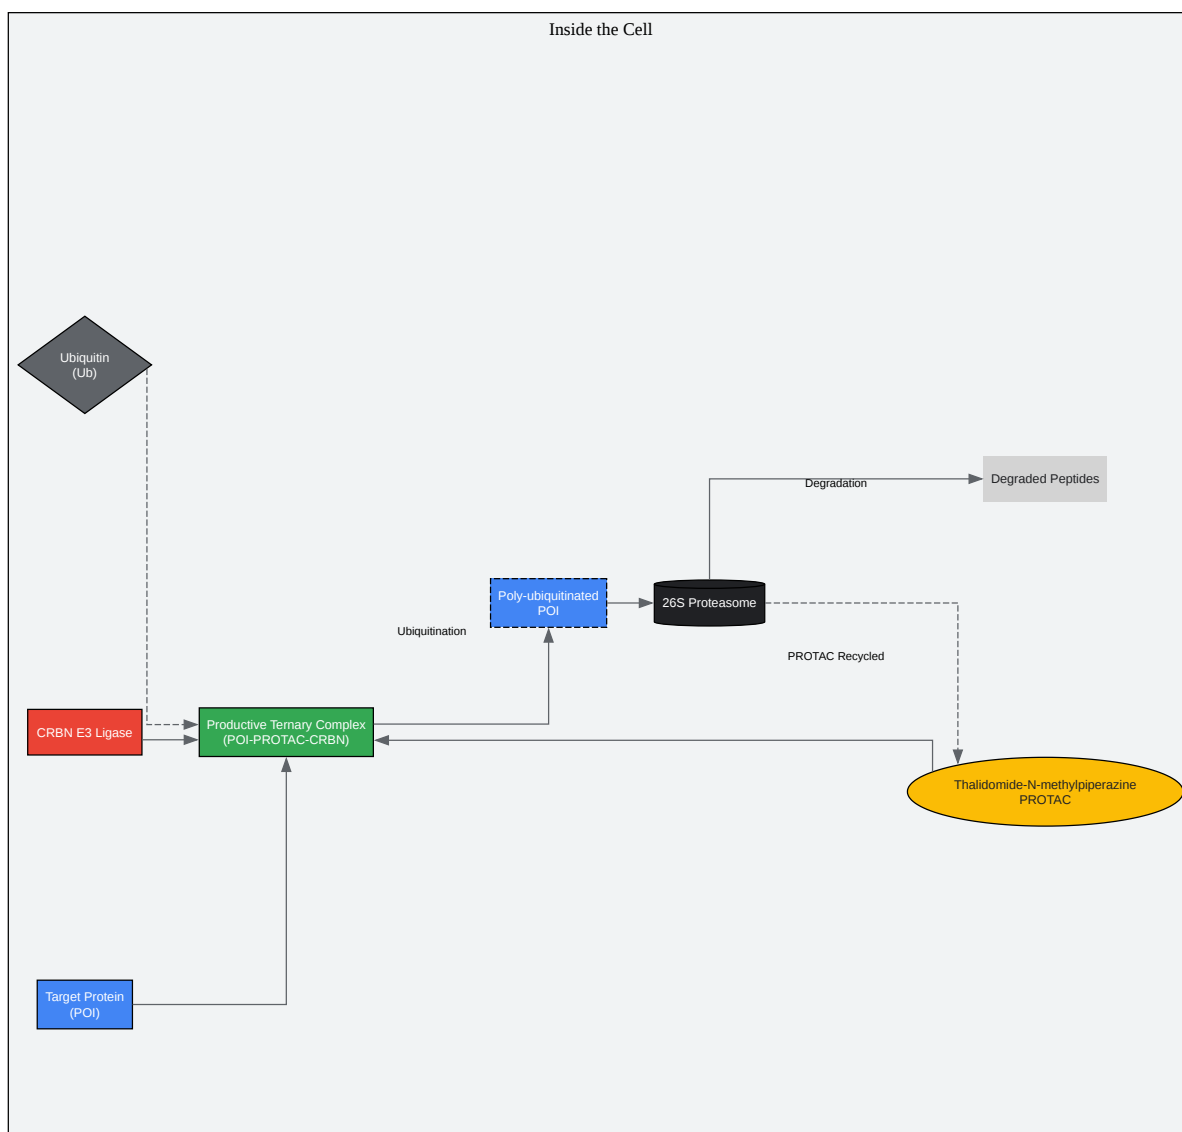 Inside the Cell
Ubiquitin
(Ub)
Degraded Peptides
Degradation
Poly-ubiquitinated
POI
26S Proteasome
Ubiquitination
PROTAC Recycled
CRBN E3 Ligase
Productive Ternary Complex
(POI-PROTAC-CRBN)
Thalidomide-N-methylpiperazine
PROTAC
Target Protein
(POI)